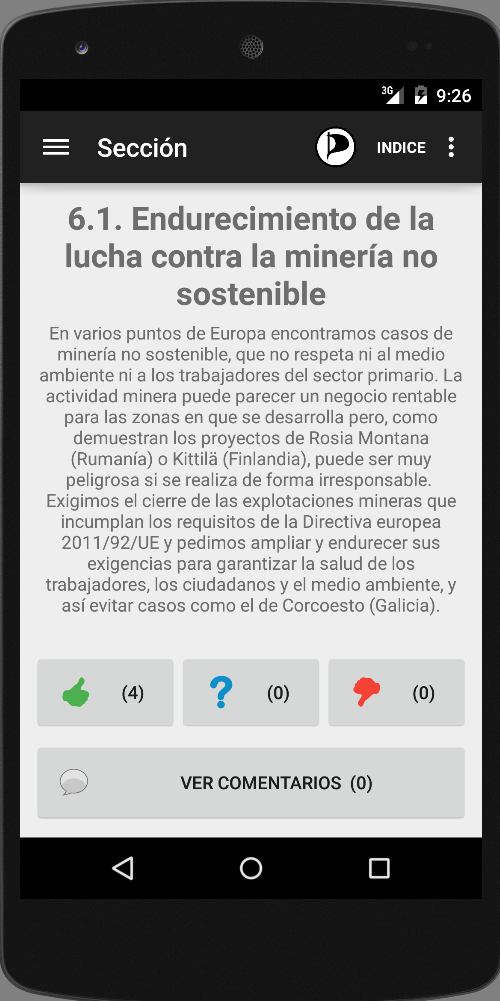 3G 9:26
Sección INDICE
6.1. Endurecimiento de la
lucha contra la minería no
sostenible
En varios puntos de Europa encontramos casos de
minería no sostenible, que no respeta ni al medio
ambiente ni a los trabajadores del sector primario. La
actividad minera puede parecer un negocio rentable
para las zonas en que se desarrolla pero, como
demuestran los proyectos de Rosia Montana
(Rumanía) o Kittilä (Finlandia), puede ser muy
peligrosa si se realiza de forma irresponsable.
Exigimos el cierre de las explotaciones mineras que
incumplan los requisitos de la Directiva europea
2011/92/UE y pedimos ampliar y endurecer sus
exigencias para garantizar la salud de los
trabajadores, los ciudadanos y el medio ambiente, y
así evitar casos como el de Corcoesto (Galicia).
(4) ? (0) (0)
VER COMENTARIOS (0)